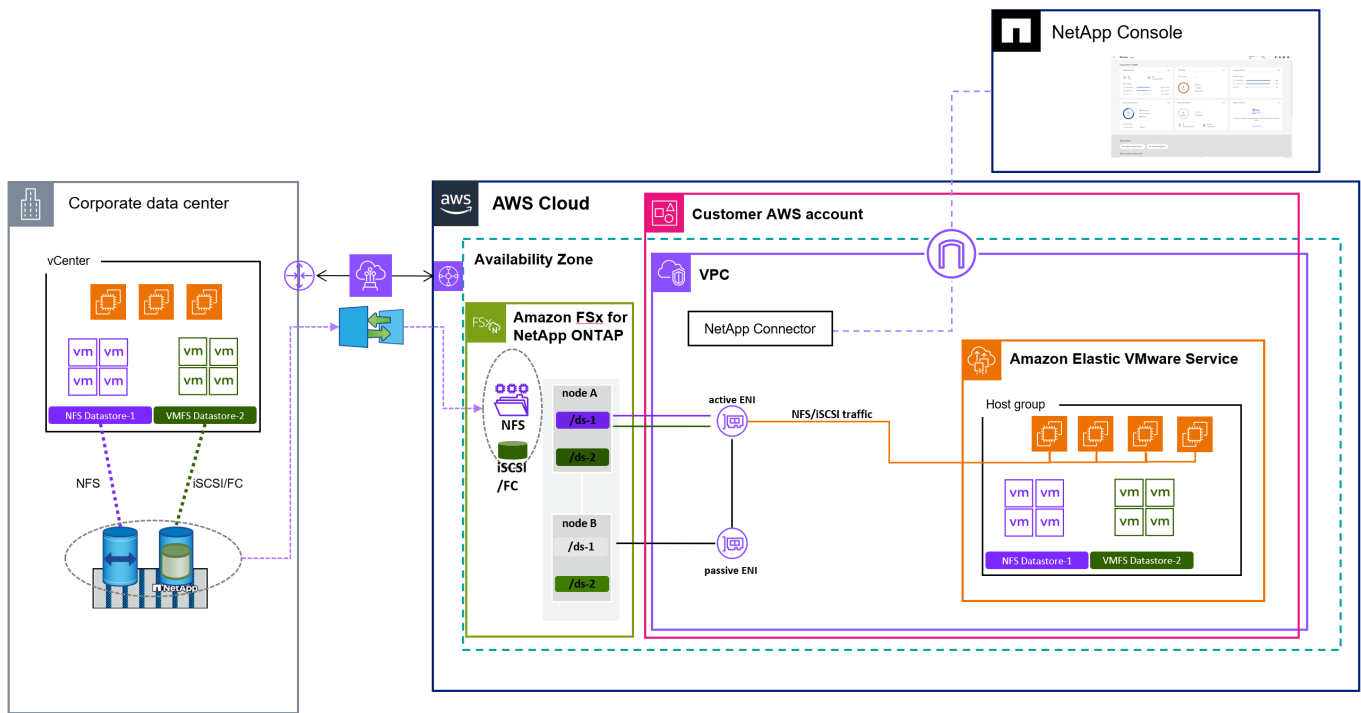 NetApp Console
Corporate data center
aws
AWS Cloud
Customer AWS account
Availability Zone
vCenter
VPC
FSx
N
Amazon FSx for
NetApp ONTAP
NetApp Connector
Amazon Elastic VMware Service
vm vm
vm vm
vm vm
vm vm
NFS Datastore-1
VMFS Datastore-2
node A
/ds-1
/ds-2
NFS
iSCSI
/FC
active ENI
NFS/iSCSI traffic
Host group
NFS
iSCSI/FC
vm vm
vm vm
vm vm
vm vm
node B
/ds-1
/ds-2
passive ENI
NFS Datastore-1
VMFS Datastore-2
NetApp